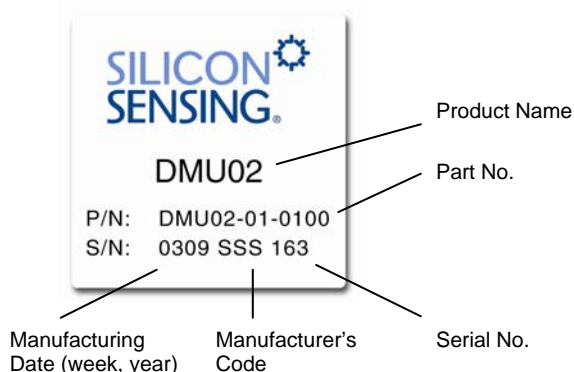 SILICON
SENSING®
DMU02
P/N: DMU02-01-0100
S/N: 0309 SSS 163
Product Name
Part No.
Manufacturing
Date (week, year)
Manufacturer's
Code
Serial No.